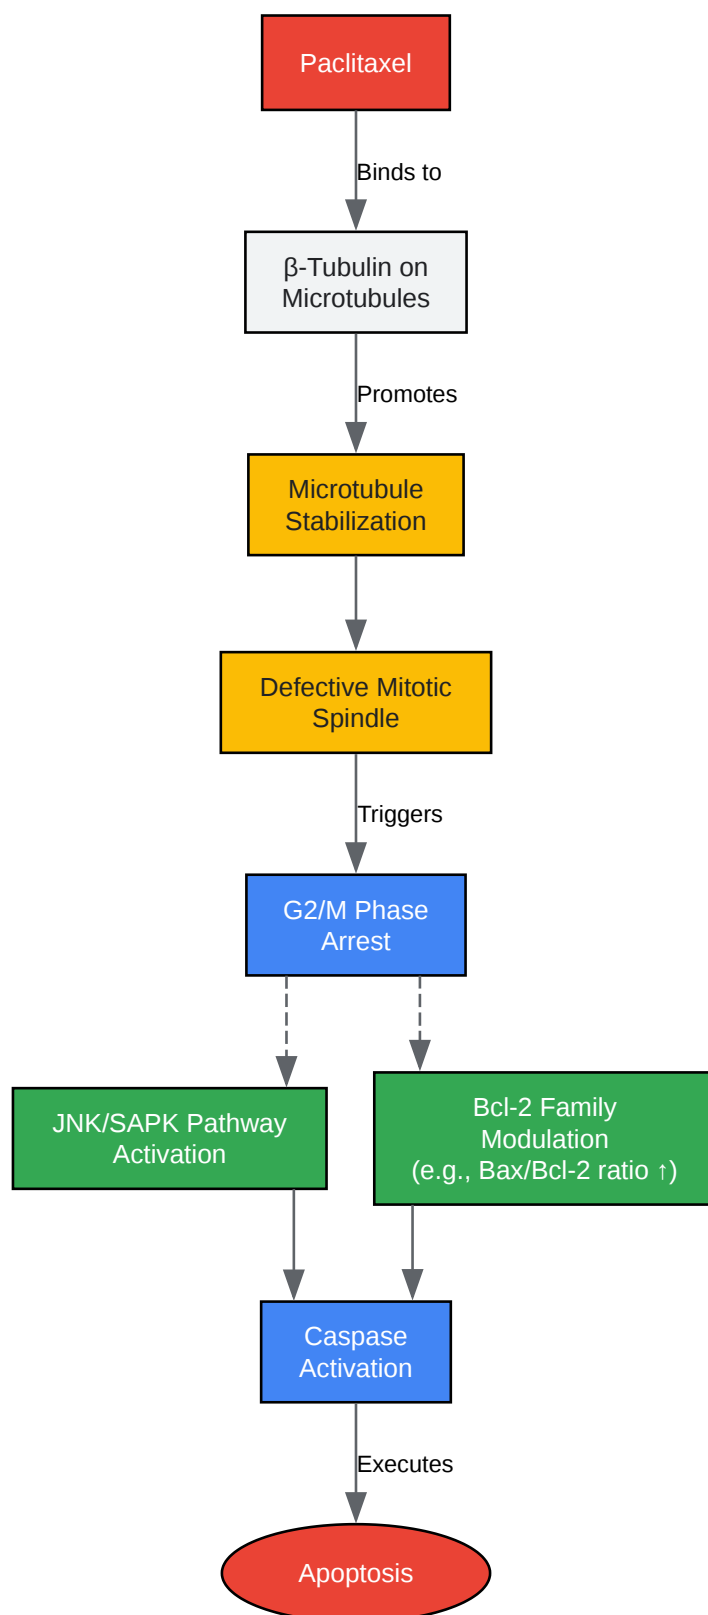 Paclitaxel
Binds to
β-Tubulin on
Microtubules
Promotes
Microtubule
Stabilization
Defective Mitotic
Spindle
Triggers
G2/M Phase
Arrest
JNK/SAPK Pathway
Activation
Bcl-2 Family
Modulation
(e.g., Bax/Bcl-2 ratio ↑)
Caspase
Activation
Executes
Apoptosis